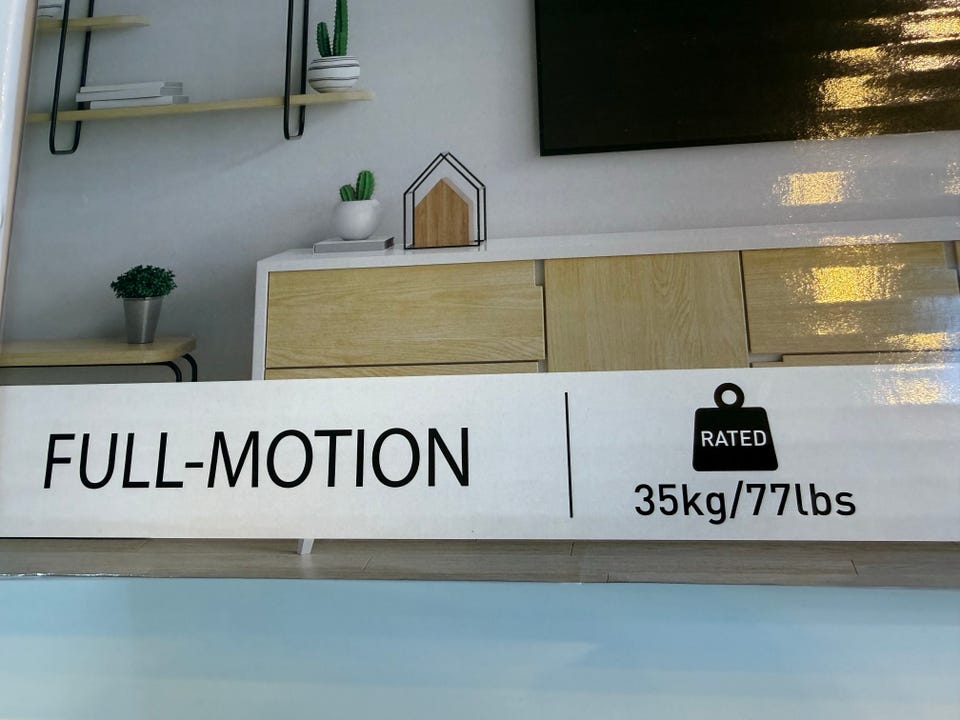 FULL-MOTION
RATED
35kg/77lbs